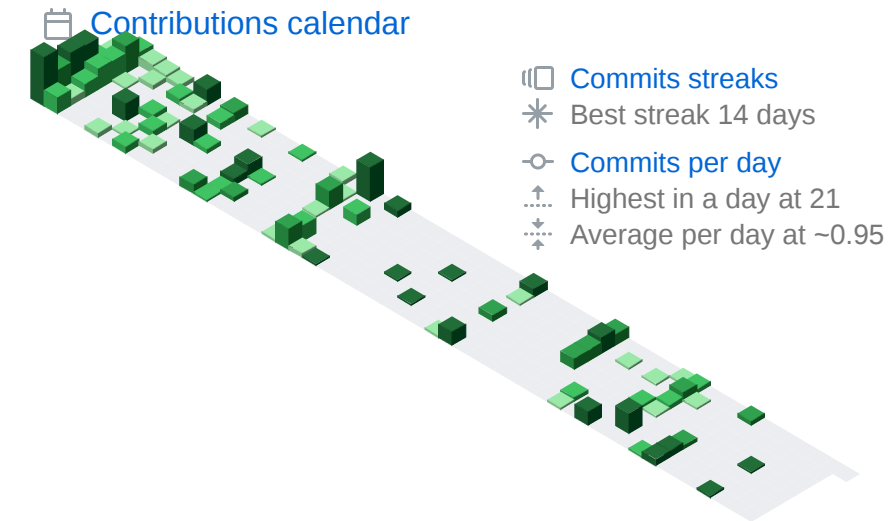 Contributions calendar
Commits streaks
Best streak 14 days
Commits per day
Highest in a day at 21
Average per day at ~0.95